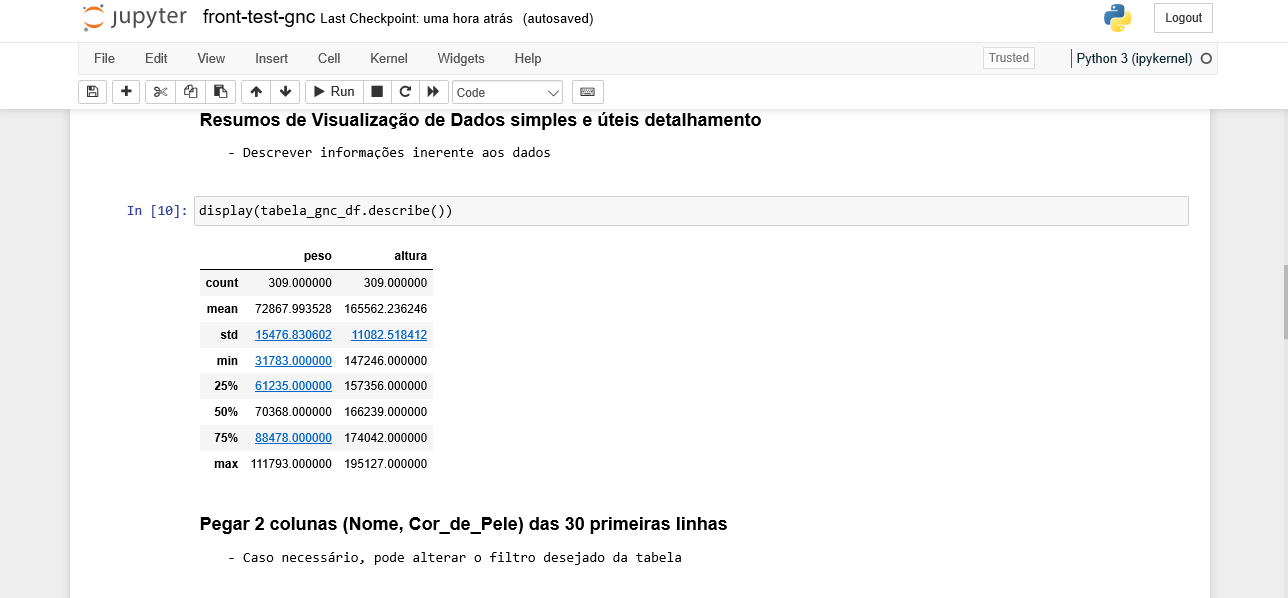 jupyter front-test-gnc Last Checkpoint: uma hora atrás (autosaved)
Logout
File Edit View Insert Cell Kernel Widgets Help
Trusted
Python 3 (ipykernel)
Run
Code
Resumos de Visualização de Dados simples e úteis detalhamento
- Descrever informações inerente aos dados
In [10]: display(tabela_gnc_df.describe())
peso altura
count 309.000000 309.000000
mean 72867.993528 165562.236246
std 15476.830602 11082.518412
min 31783.000000 147246.000000
25% 61235.000000 157356.000000
50% 70368.000000 166239.000000
75% 88478.000000 174042.000000
max 111793.000000 195127.000000
Pegar 2 colunas (Nome, Cor_de_Pele) das 30 primeiras linhas
- Caso necessário, pode alterar o filtro desejado da tabela